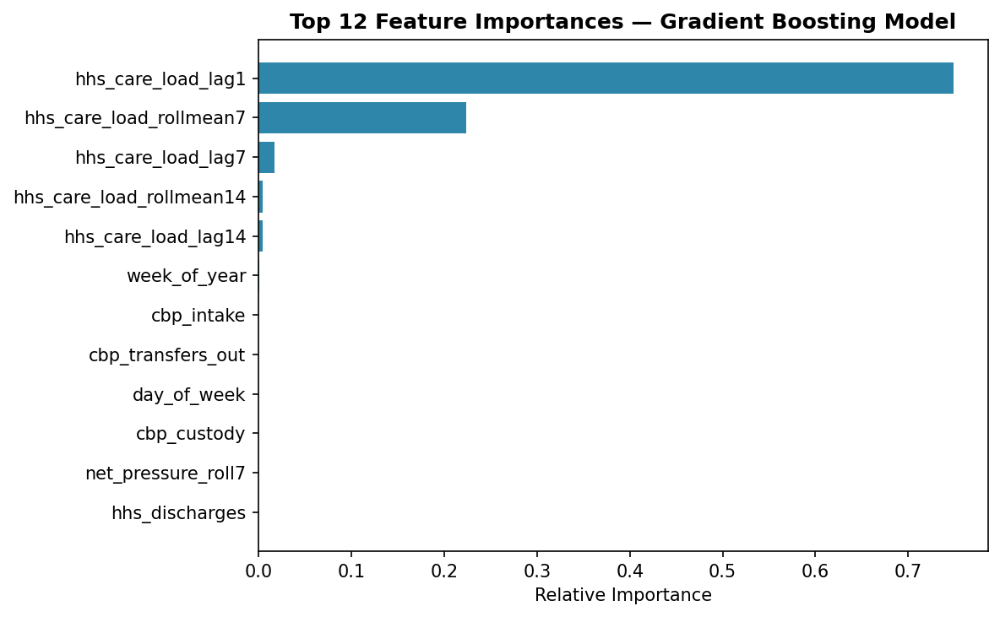 Top 12 Feature Importances — Gradient Boosting Model
hhs_care_load_lag1
hhs_care_load_rollmean7
hhs_care_load_lag7
hhs_care_load_rollmean14
hhs_care_load_lag14
week_of_year
cbp_intake
cbp_transfers_out
day_of_week
cbp_custody
net_pressure_roll7
hhs_discharges
0.0 0.1 0.2 0.3 0.4 0.5 0.6 0.7
Relative Importance